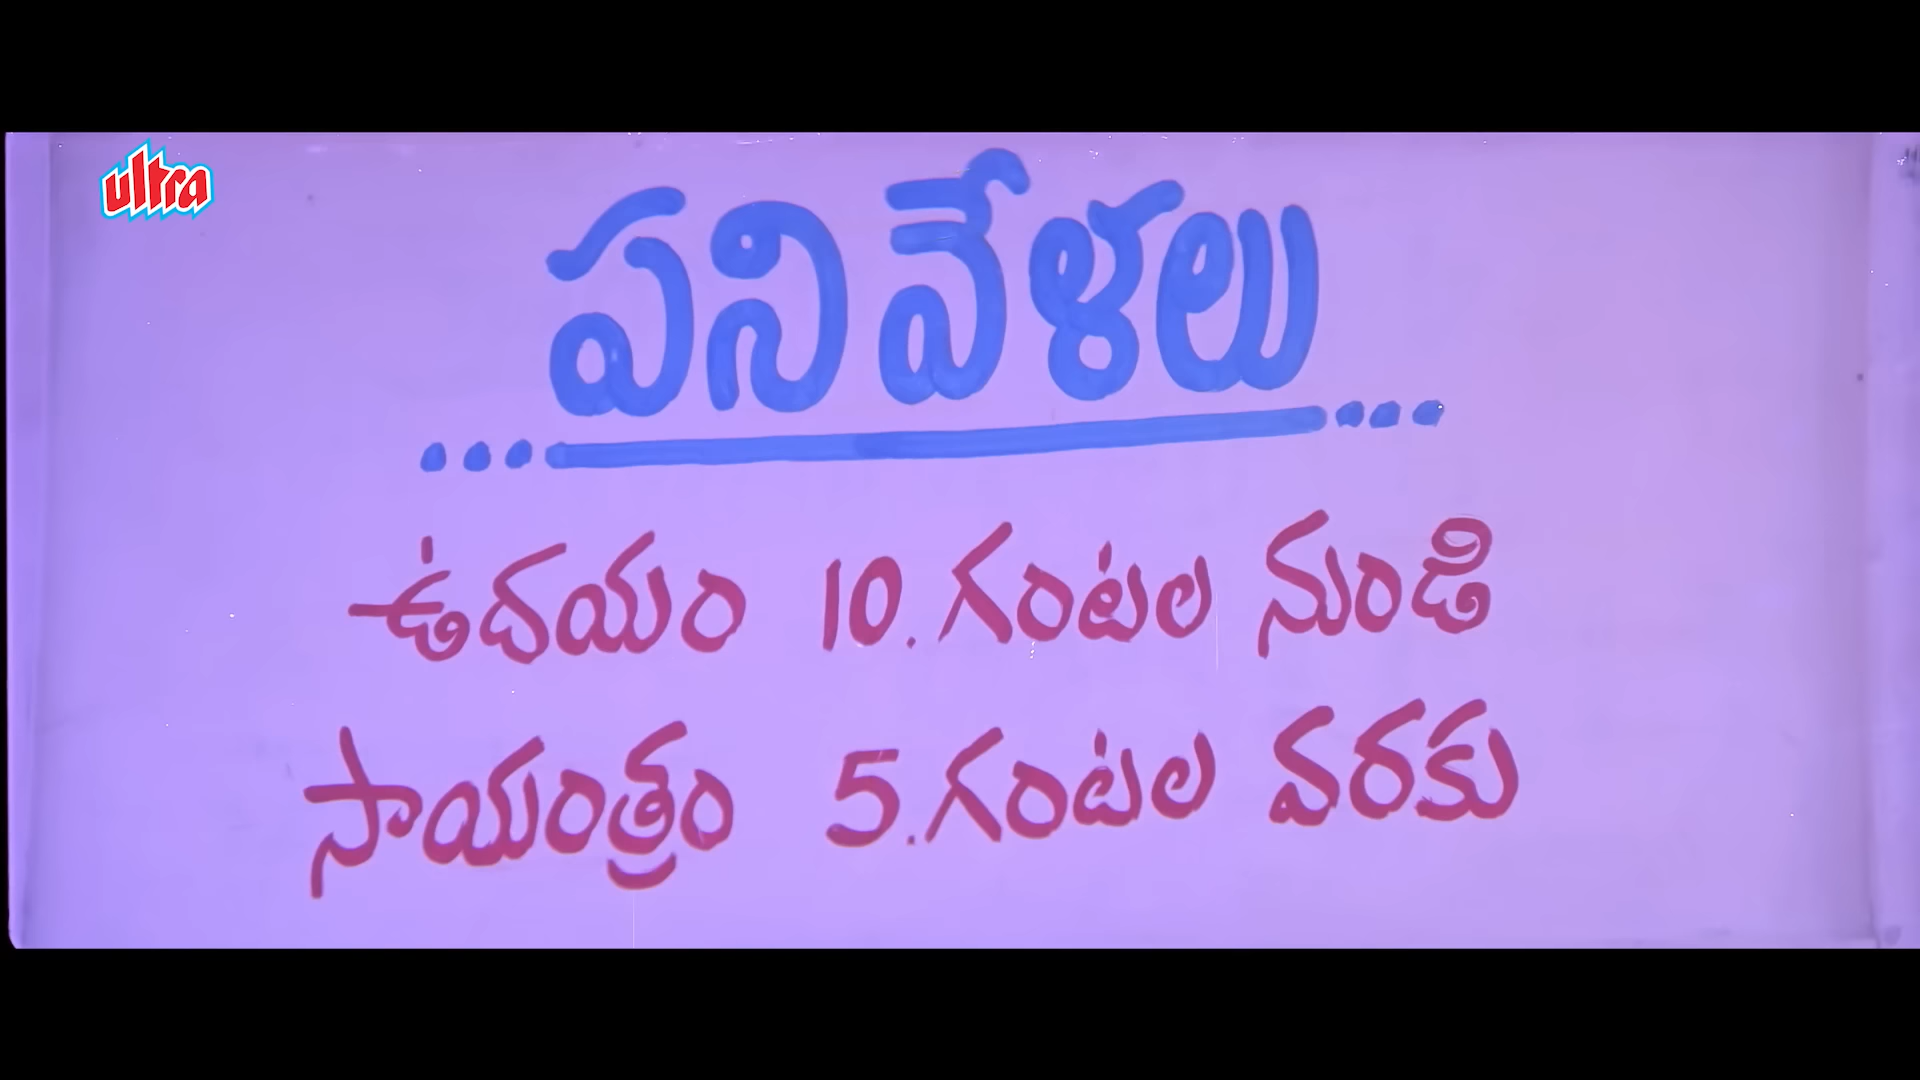 ultra
పని వేళలు
ఉదయం 10. గంటల నుండి
సాయంత్రం 5. గంటల వరకు